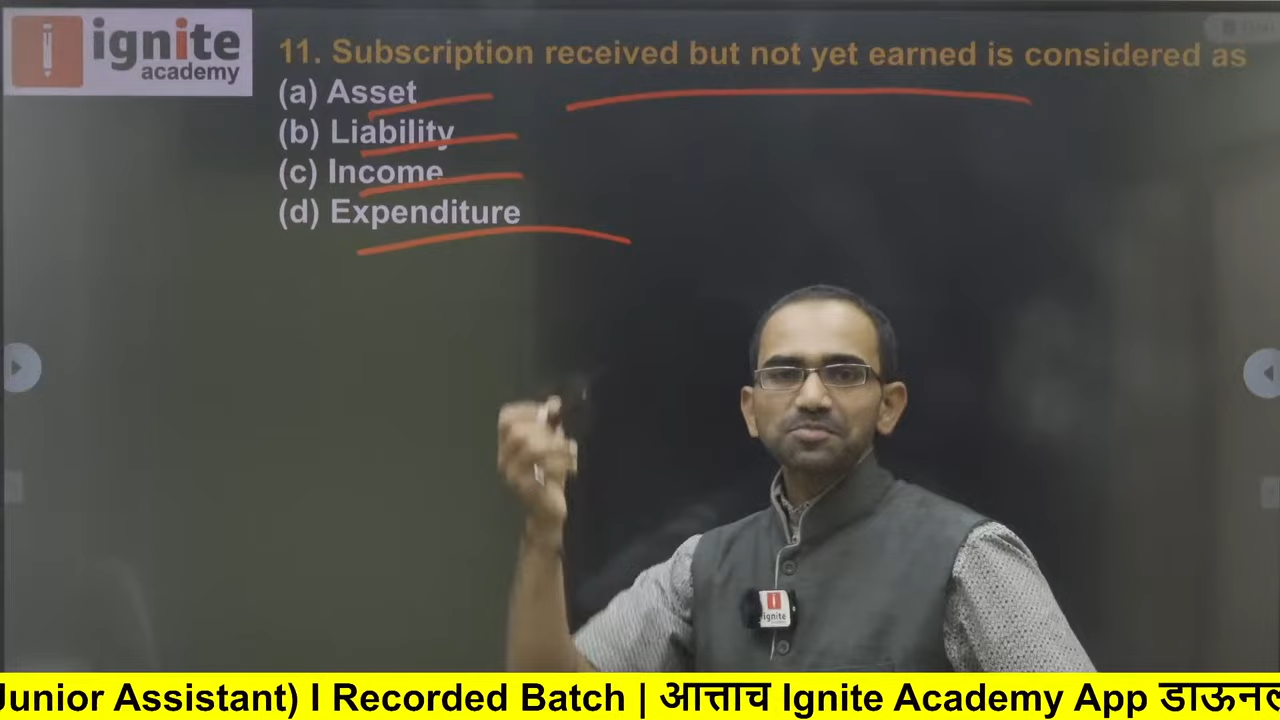 ignite
academy
11. Subscription received but not yet earned is considered as
(a) Asset
(b) Liability
(c) Income
(d) Expenditure
ignite
Junior Assistant) I Recorded Batch | आत्ताच Ignite Academy App